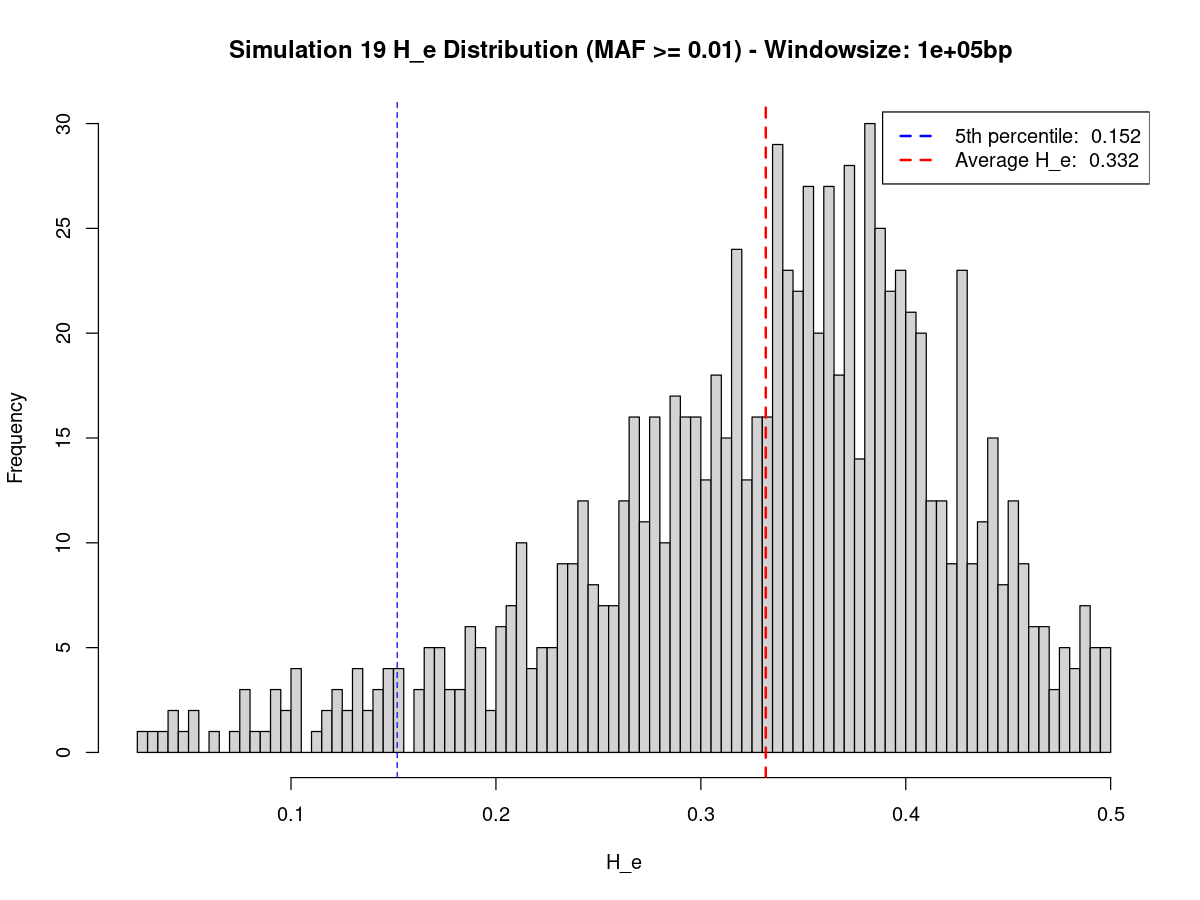 Simulation 19 H_e Distribution (MAF >= 0.01) - Windowsize: 1e+05bp
5th percentile:  0.152
Average H_e:  0.332
Frequency
30
25
20
15
10
5
0
0.1 0.2 0.3 0.4 0.5
H_e